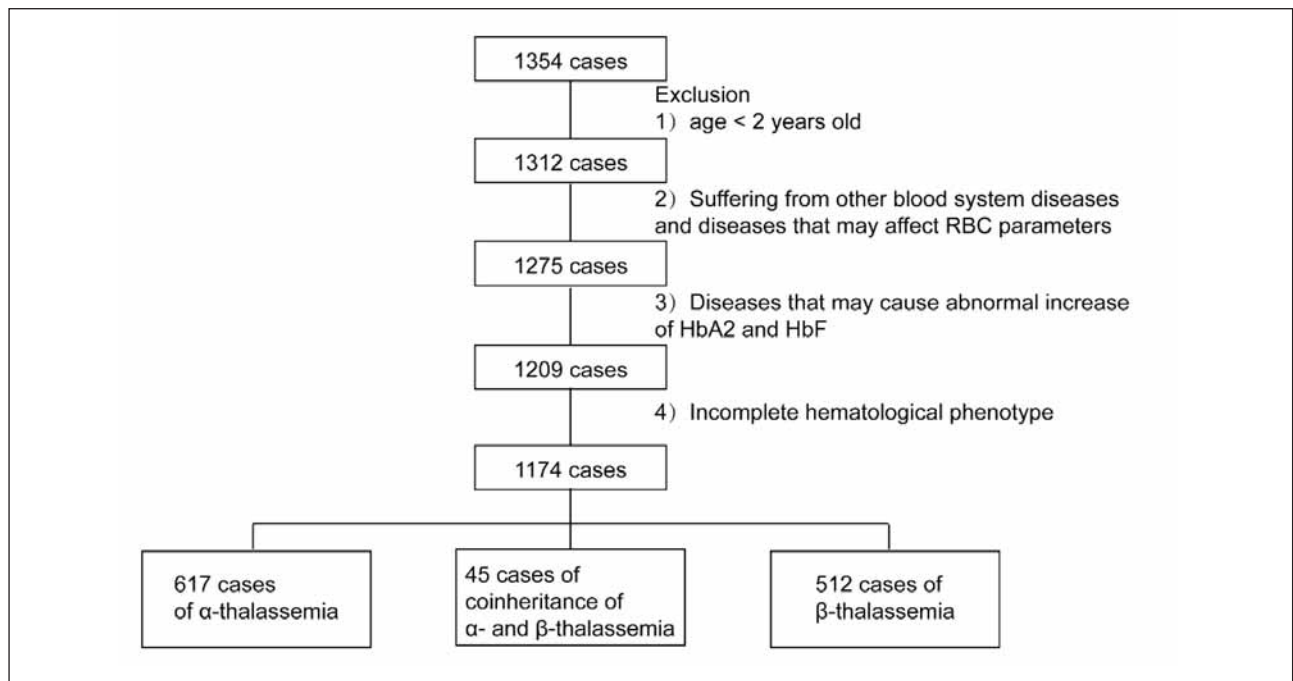 1354 cases
Exclusion
1）age < 2 years old
1312 cases
2）Suffering from other blood system diseases
and diseases that may affect RBC parameters
1275 cases
3）Diseases that may cause abnormal increase
of HbA2 and HbF
1209 cases
4）Incomplete hematological phenotype
1174 cases
617 cases
of α-thalassemia
45 cases of
coinheritance of
α- and β-thalassemia
512 cases of
β-thalassemia